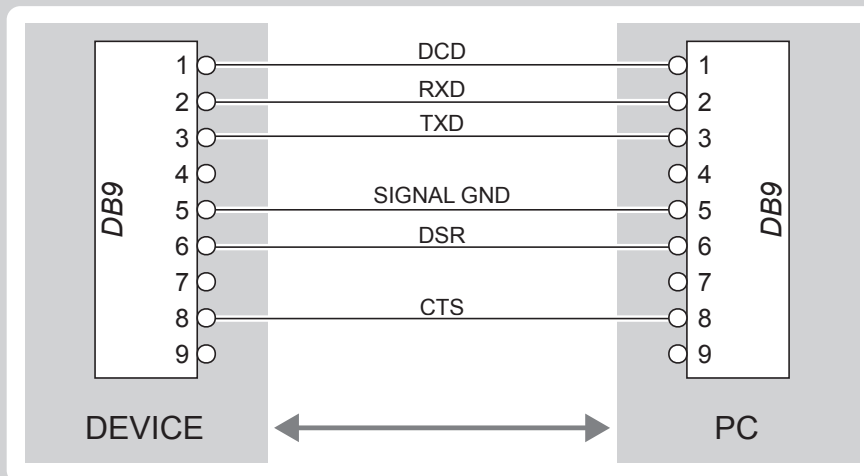 DCD
1 1
RXD
2 2
TXD
3 3
4 4
SIGNAL GND
5 5
DB9 DB9
DSR
6 6
7 7
CTS
8 8
9 9
DEVICE PC